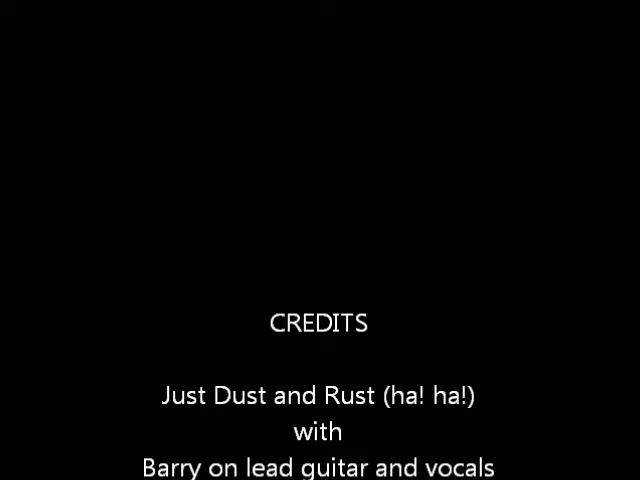 CREDITS
Just Dust and Rust (ha! ha!)
with
Barry on lead guitar and vocals